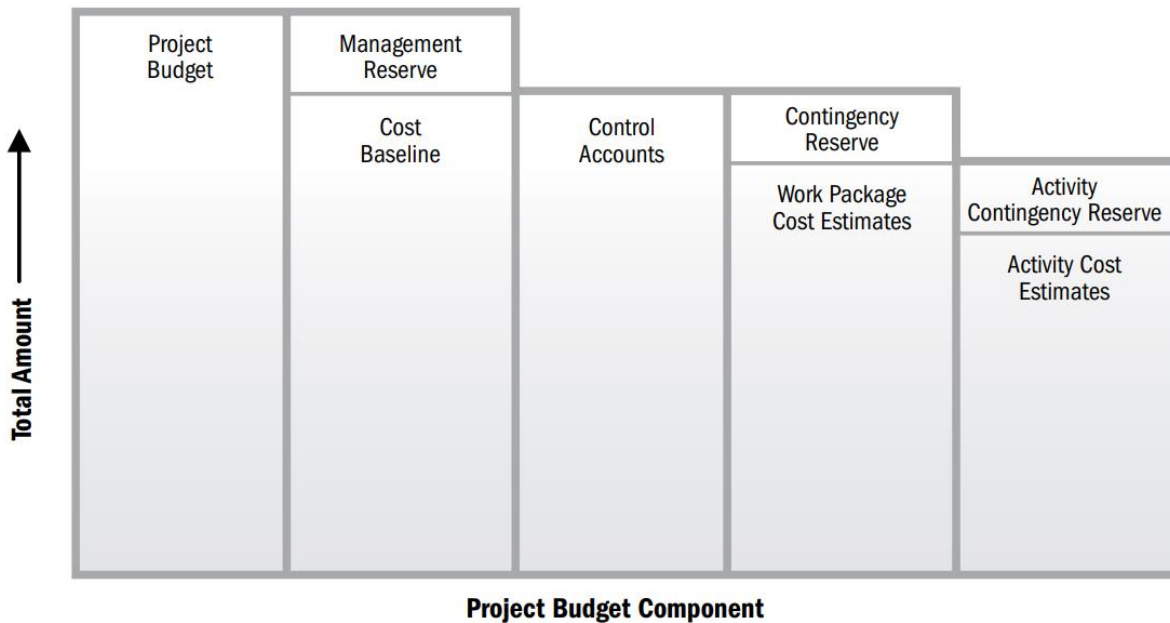 Project
Budget
Management
Reserve
Cost
Baseline
Control
Accounts
Contingency
Reserve
Work Package
Cost Estimates
Activity
Contingency Reserve
Activity Cost
Estimates
Total Amount
Project Budget Component